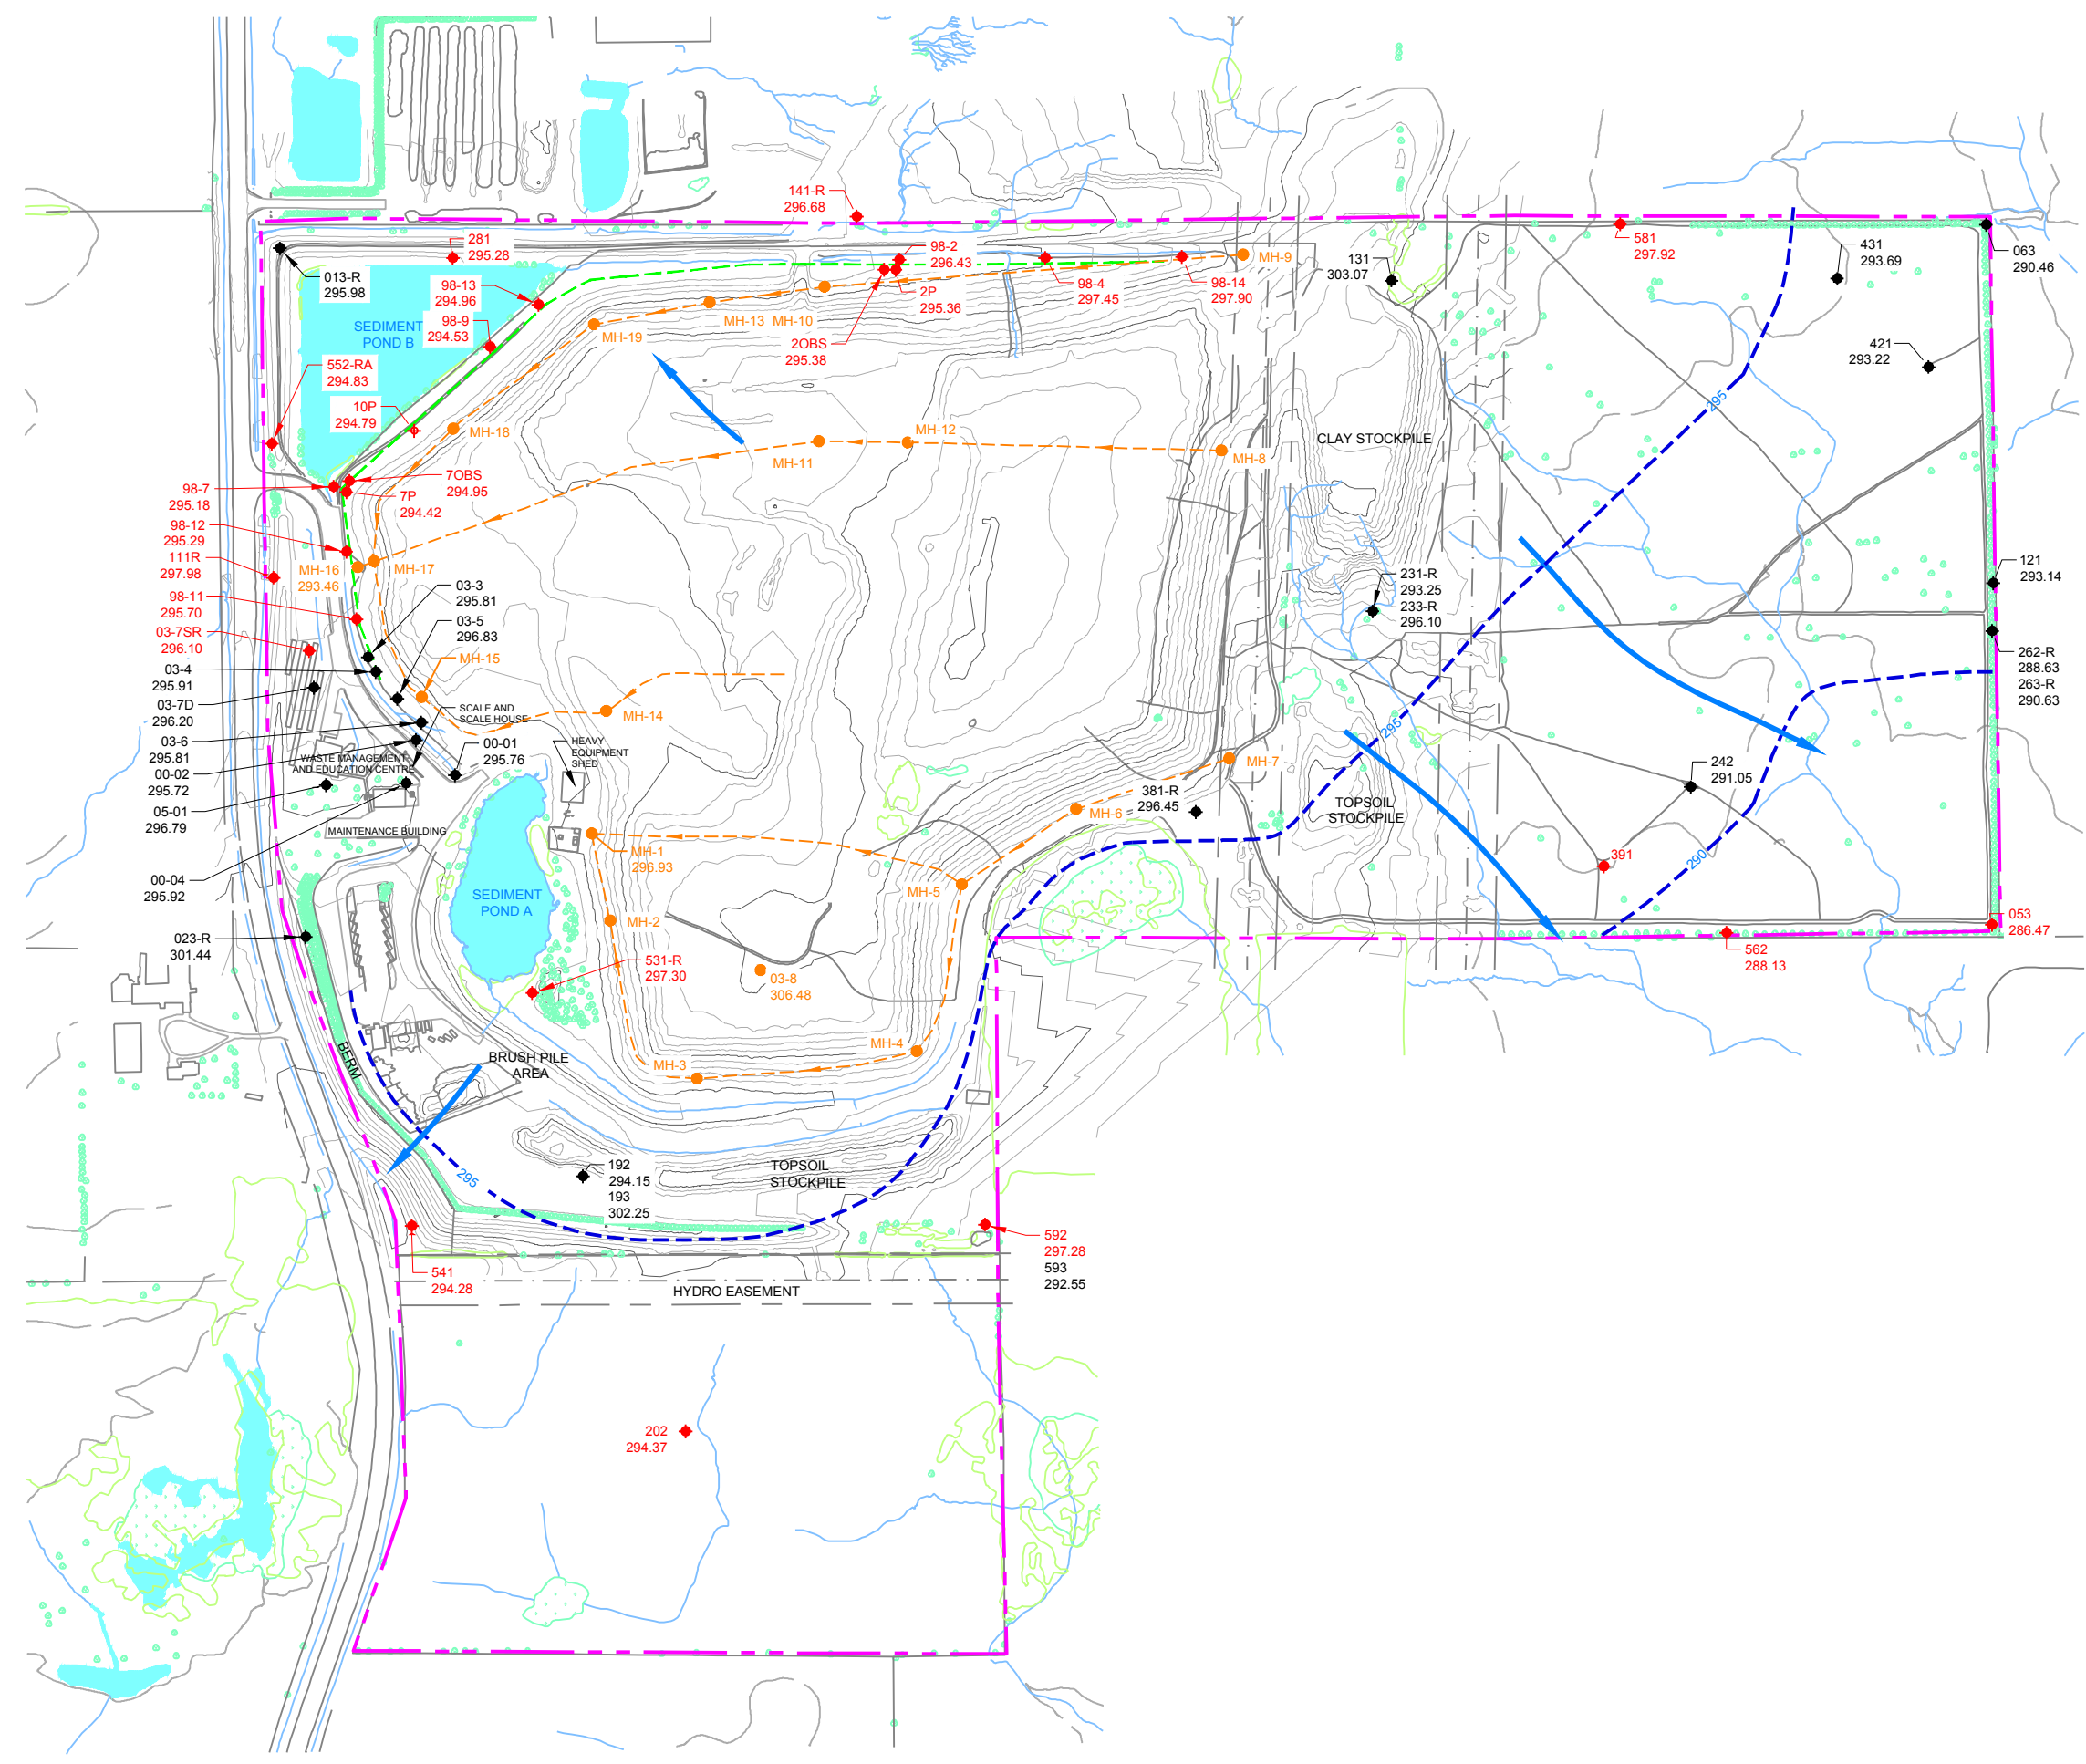 141-R
296.68
281
295.28
98-2
296.43
581
297.92
431
293.69
063
290.46
013-R
295.98
98-13
294.96
98-9
294.53
SEDIMENT
POND B
MH-9
131
303.07
98-4
297.45
98-14
297.90
2P
295.36
MH-13
MH-10
MH-19
2OBS
295.38
421
293.22
552-RA
294.83
10P
294.79
295
MH-18
MH-12
MH-11
MH-8
CLAY STOCKPILE
98-7
295.18
7OBS
294.95
7P
294.42
98-12
295.29
111R
297.98
MH-16
293.46
MH-17
121
293.14
03-3
295.81
231-R
293.25
233-R
296.10
98-11
295.70
03-5
296.83
03-7SR
296.10
MH-15
262-R
288.63
263-R
290.63
03-4
295.91
03-7D
296.20
SCALE AND
SCALE HOUSE
MH-14
295
03-6
295.81
00-01
295.76
HEAVY
EQUIPMENT
SHED
WASTE MANAGEMENT
AND EDUCATION CENTRE
00-02
295.72
MH-7
242
291.05
381-R
296.45
05-01
296.79
MH-6
TOPSOIL
STOCKPILE
MAINTENANCE BUILDING
MH-1
296.93
391
290
00-04
295.92
SEDIMENT
POND A
MH-5
MH-2
053
286.47
023-R
301.44
562
288.13
531-R
297.30
03-8
306.48
BERM
MH-4
BRUSH PILE
AREA
MH-3
295
192
294.15
193
302.25
TOPSOIL
STOCKPILE
592
297.28
593
292.55
541
294.28
HYDRO EASEMENT
202
294.37